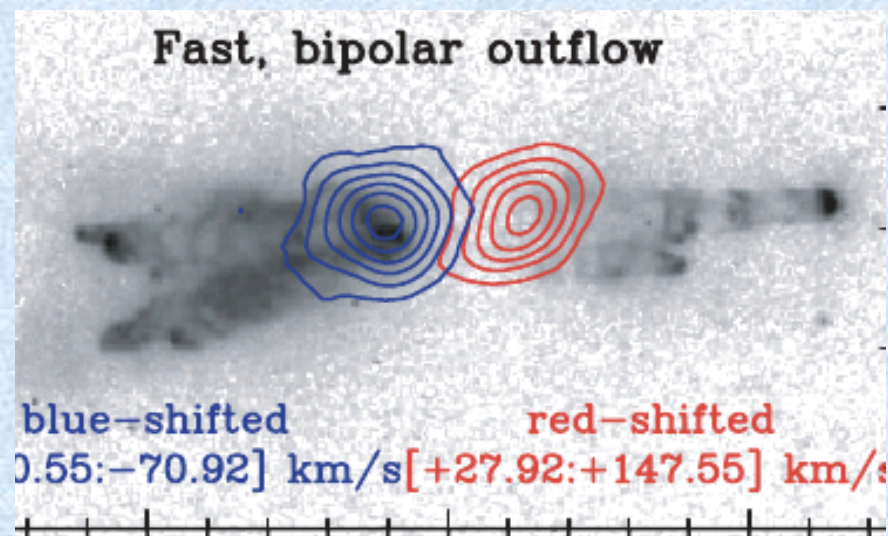 Fast, bipolar outflow
blue-shifted
red-shifted
0.55:-70.92] km/s[+27.92:+147.55] km/s